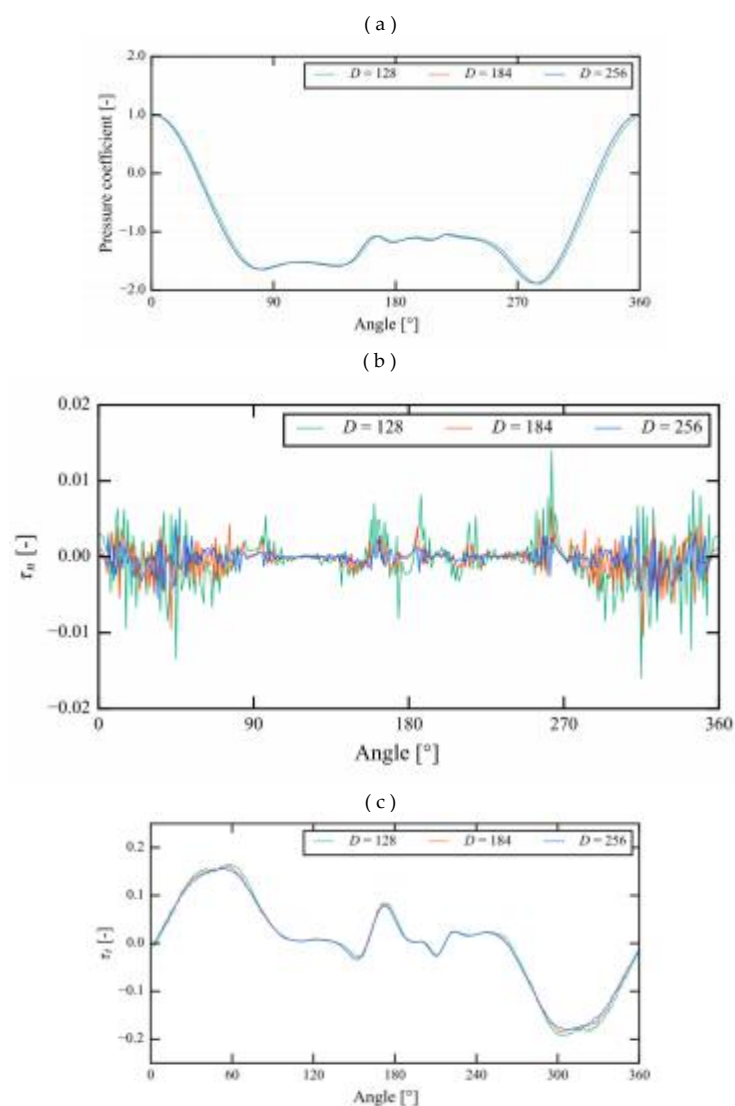 ( a )
2.0
D = 128 D = 184 D = 256
1.0
0.0
−1.0
−2.0
Pressure coefficient [-]
0 90 180 270 360
Angle [°]
( b )
0.02
D = 128 D = 184 D = 256
0.01
0.00
−0.01
−0.02
τn [-]
0 90 180 270 360
Angle [°]
( c )
0.2
D = 128 D = 184 D = 256
0.1
0.0
−0.1
−0.2
τt [-]
0 60 120 180 240 300 360
Angle [°]